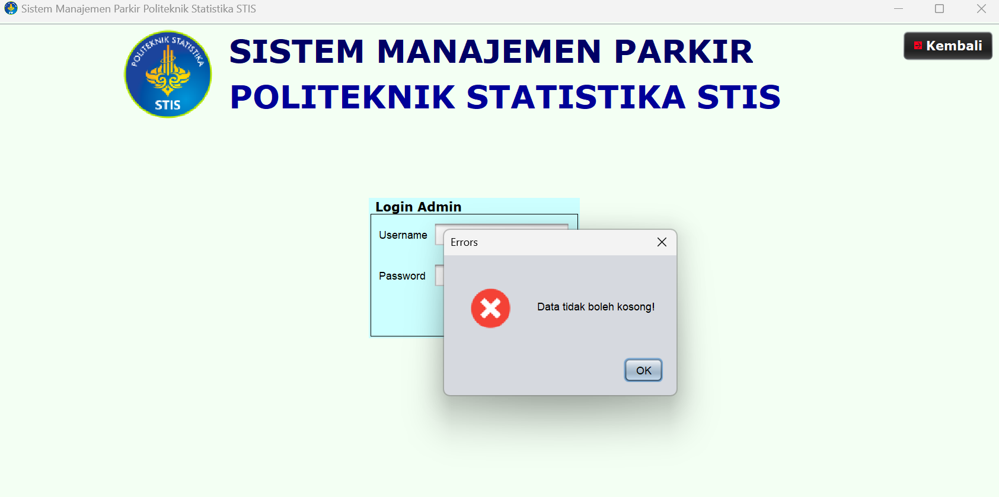 Sistem Manajemen Parkir Politeknik Statistika STIS
POLITEKNIK STATISTIKA
STIS
SISTEM MANAJEMEN PARKIR
POLITEKNIK STATISTIKA STIS
Kembali
Login Admin
Username
Password
Errors
Data tidak boleh kosong!
OK